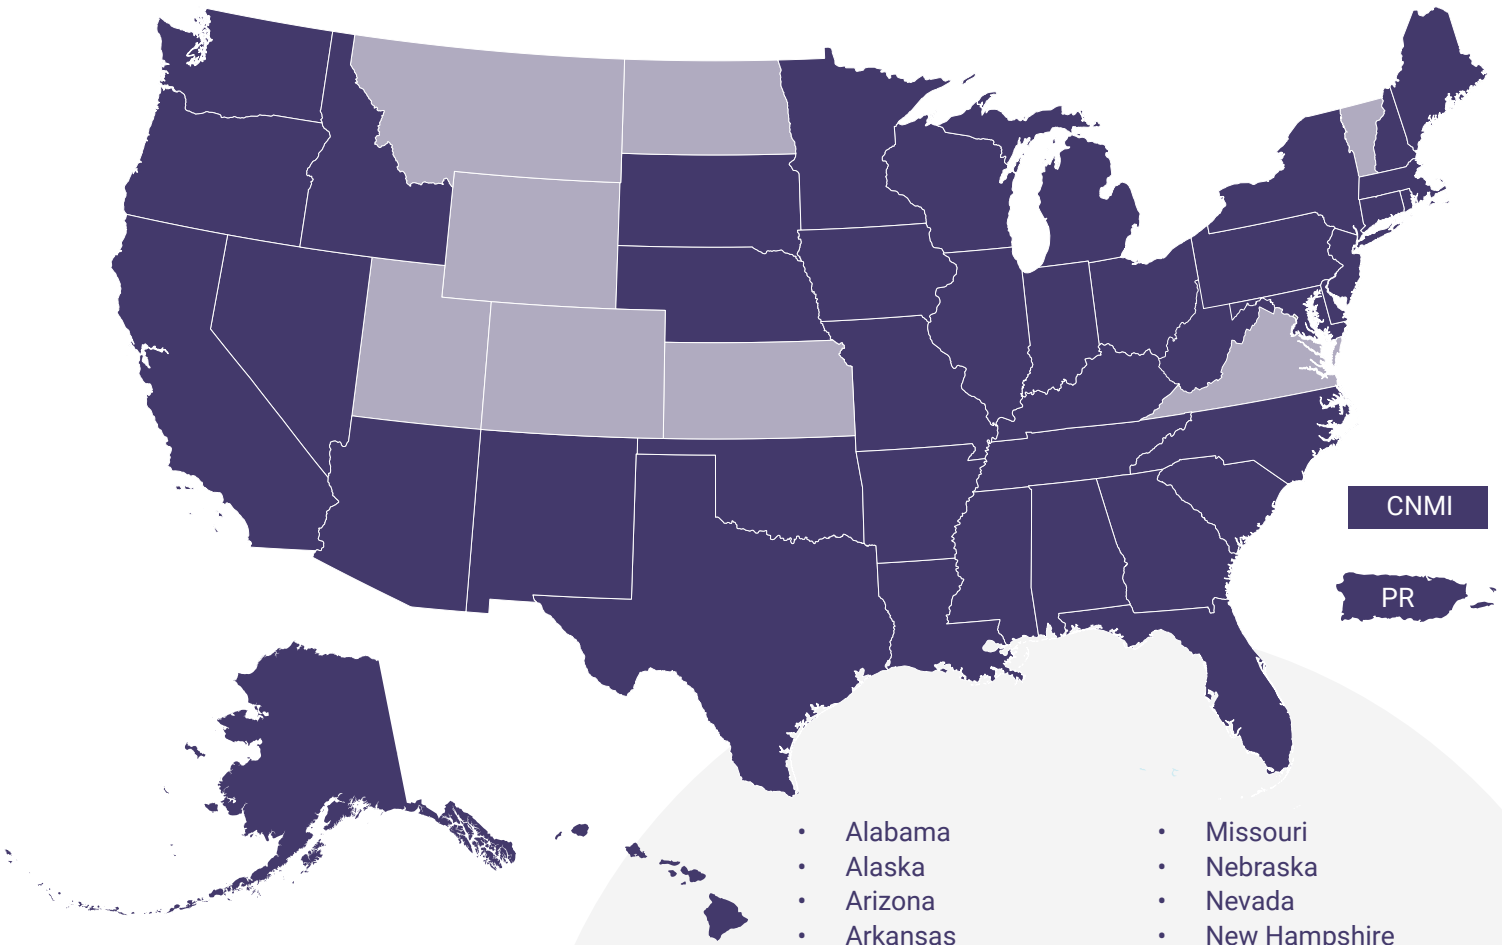 CNMI
PR
• Alabama
• Alaska
• Arizona
• Arkansas
• Missouri
• Nebraska
• Nevada
• New Hampshire